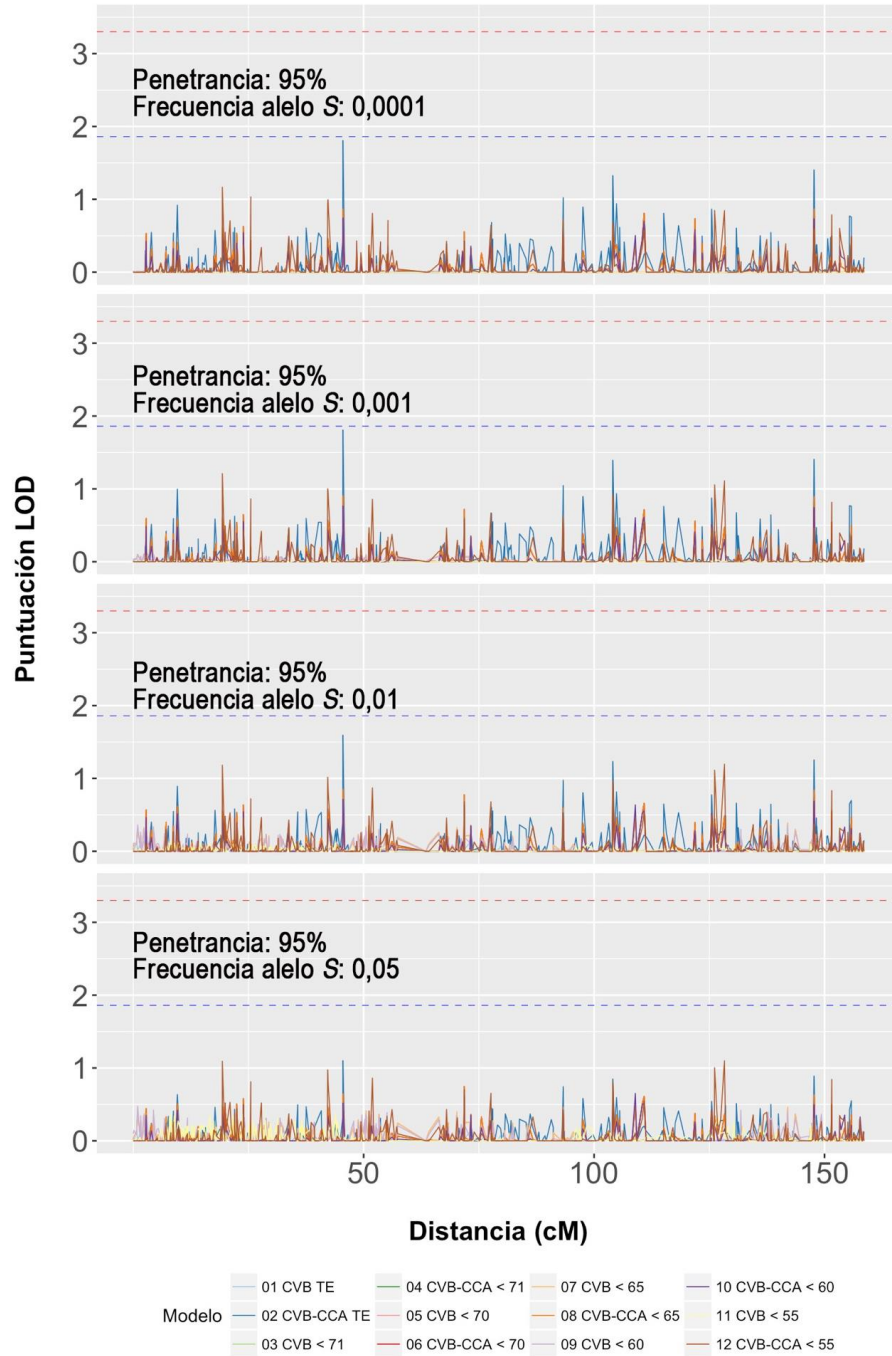 Puntuación LOD
3
Penetrancia: 95%
Frecuencia alelo S: 0,0001
2
1
0
3
Penetrancia: 95%
Frecuencia alelo S: 0,001
2
1
0
3
Penetrancia: 95%
Frecuencia alelo S: 0,01
2
1
0
3
Penetrancia: 95%
Frecuencia alelo S: 0,05
2
1
0
50 100 150
Distancia (cM)
Modelo
01 CVB TE 04 CVB-CCA < 71 07 CVB < 65 10 CVB-CCA < 60
02 CVB-CCA TE 05 CVB < 70 08 CVB-CCA < 65 11 CVB < 55
03 CVB < 71 06 CVB-CCA < 70 09 CVB < 60 12 CVB-CCA < 55